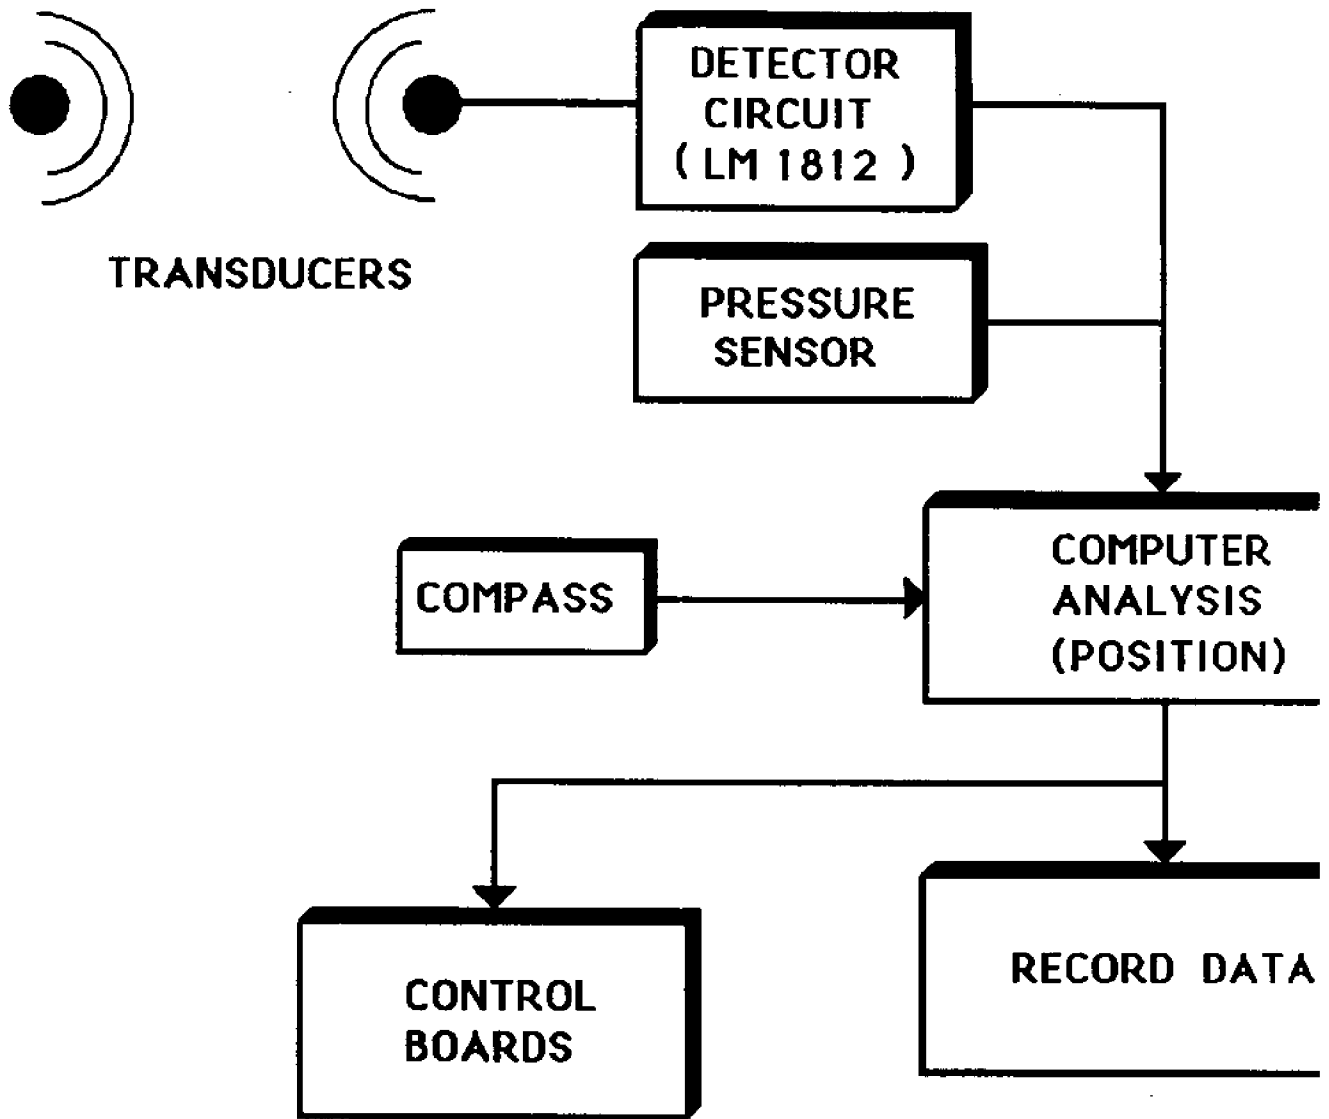 DETECTOR
CIRCUIT
( LM 1812 )
TRANSDUCERS
PRESSURE
SENSOR
COMPUTER
ANALYSIS
(POSITION)
COMPASS
CONTROL
BOARDS
RECORD DATA